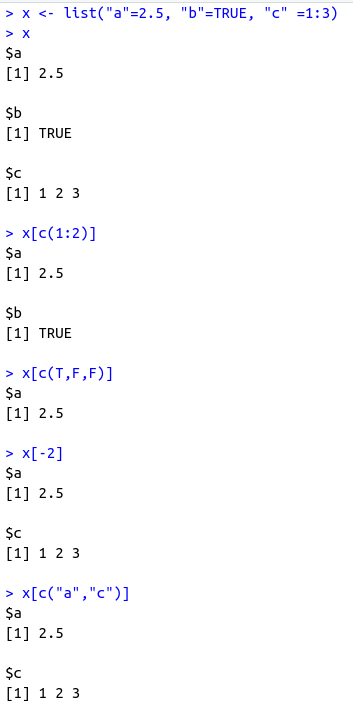 > x <- list("a"=2.5, "b"=TRUE, "c" =1:3)
> x
$a
[1] 2.5
$b
[1] TRUE
$c
[1] 1 2 3
> x[c(1:2)]
$a
[1] 2.5
$b
[1] TRUE
> x[c(T,F,F)]
$a
[1] 2.5
> x[-2]
$a
[1] 2.5
$c
[1] 1 2 3
> x[c("a","c")]
$a
[1] 2.5
$c
[1] 1 2 3